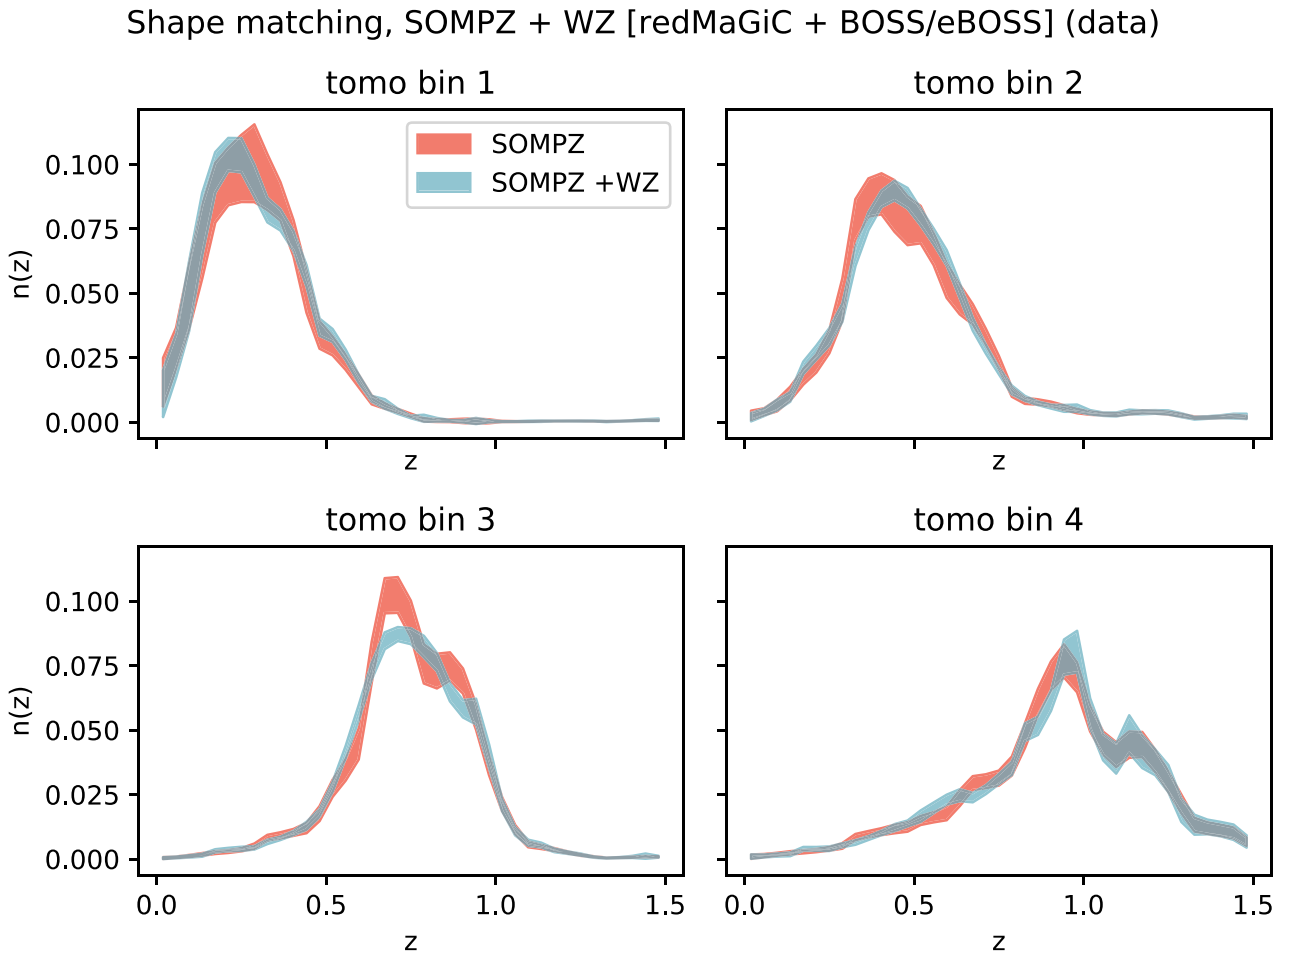 Shape matching, SOMPZ + WZ [redMaGiC + BOSS/eBOSS] (data)
tomo bin 1
tomo bin 2
SOMPZ
SOMPZ +WZ
n(z)
0.100
0.075
0.050
0.025
0.000
z
z
tomo bin 3
tomo bin 4
n(z)
0.100
0.075
0.050
0.025
0.000
0.0 0.5 1.0 1.5
0.0 0.5 1.0 1.5
z
z